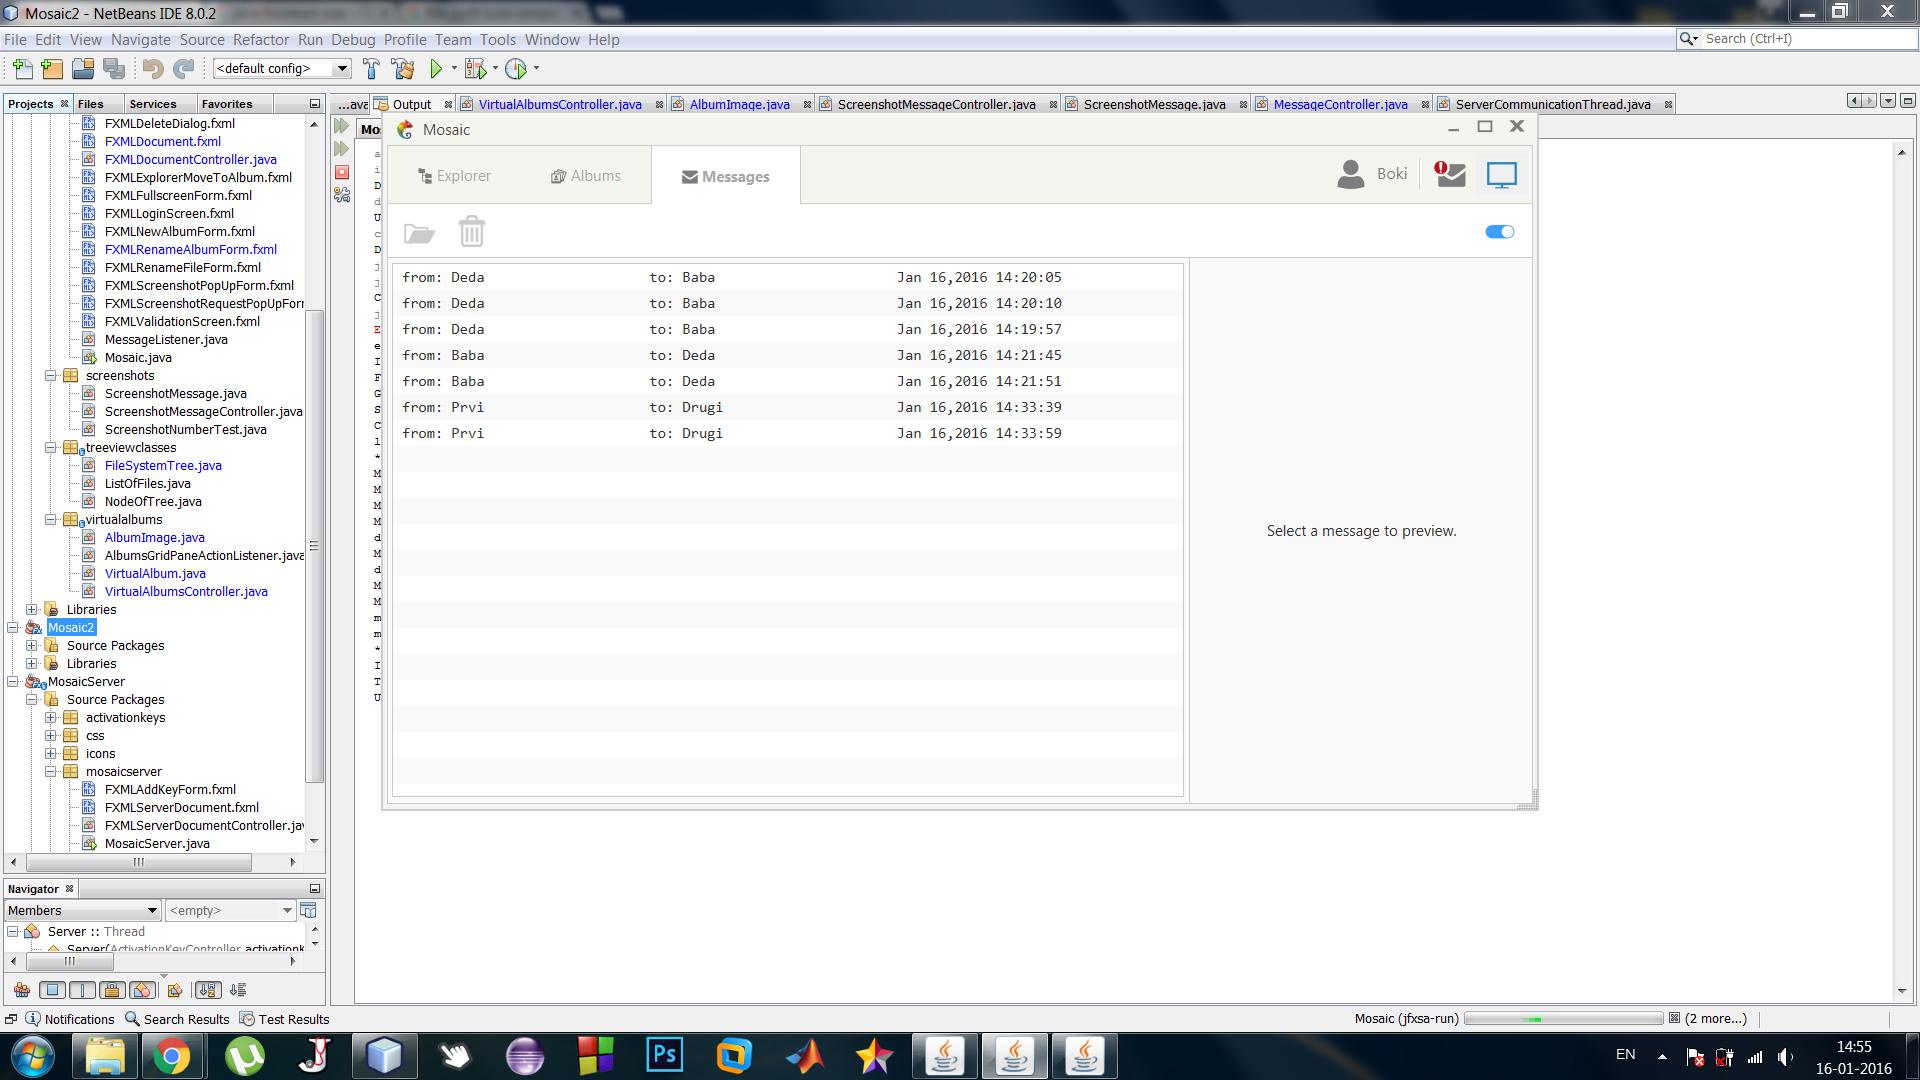 Mosaic2 - NetBeans IDE 8.0.2
File Edit View Navigate Source Refactor Run Debug Profile Team Tools Window Help
Search (Ctrl+I)
<default config>
Projects Files Services Favorites
...ava Output VirtualAlbumsController.java AlbumImage.java ScreenshotMessageController.java ScreenshotMessage.java MessageController.java ServerCommunicationThread.java
FXMLDeleteDialog.fxml
FXMLDocument.fxml
FXMLDocumentController.java
FXMLExplorerMoveToAlbum.fxml
FXMLFullscreenForm.fxml
FXMLLoginScreen.fxml
FXMLNewAlbumForm.fxml
FXMLRenameAlbumForm.fxml
FXMLRenameFileForm.fxml
FXMLScreenshotPopUpForm.fxml
FXMLScreenshotRequestPopUpForr
FXMLValidationScreen.fxml
MessageListener.java
Mosaic.java
screenshots
ScreenshotMessage.java
ScreenshotMessageController.java
ScreenshotNumberTest.java
treeviewclasses
FileSystemTree.java
ListOfFiles.java
NodeOfTree.java
virtualalbums
AlbumImage.java
AlbumsGridPaneActionListener.java
VirtualAlbum.java
VirtualAlbumsController.java
Libraries
Mosaic2
Source Packages
Libraries
MosaicServer
Source Packages
activationkeys
css
icons
mosaicserver
FXMLAddKeyForm.fxml
FXMLServerDocument.fxml
FXMLServerDocumentController.jav
MosaicServer.java
Navigator
Members <empty>
Server :: Thread
Server(ActivationKeyController activationK
Mos
Mosaic
Explorer Albums Messages
Boki
from: Deda to: Baba Jan 16,2016 14:20:05
from: Deda to: Baba Jan 16,2016 14:20:10
from: Deda to: Baba Jan 16,2016 14:19:57
from: Baba to: Deda Jan 16,2016 14:21:45
from: Baba to: Deda Jan 16,2016 14:21:51
from: Prvi to: Drugi Jan 16,2016 14:33:39
from: Prvi to: Drugi Jan 16,2016 14:33:59
Select a message to preview.
Notifications Search Results Test Results
Mosaic (jfxsa-run) (2 more...)
Ps
EN
14:55
16-01-2016